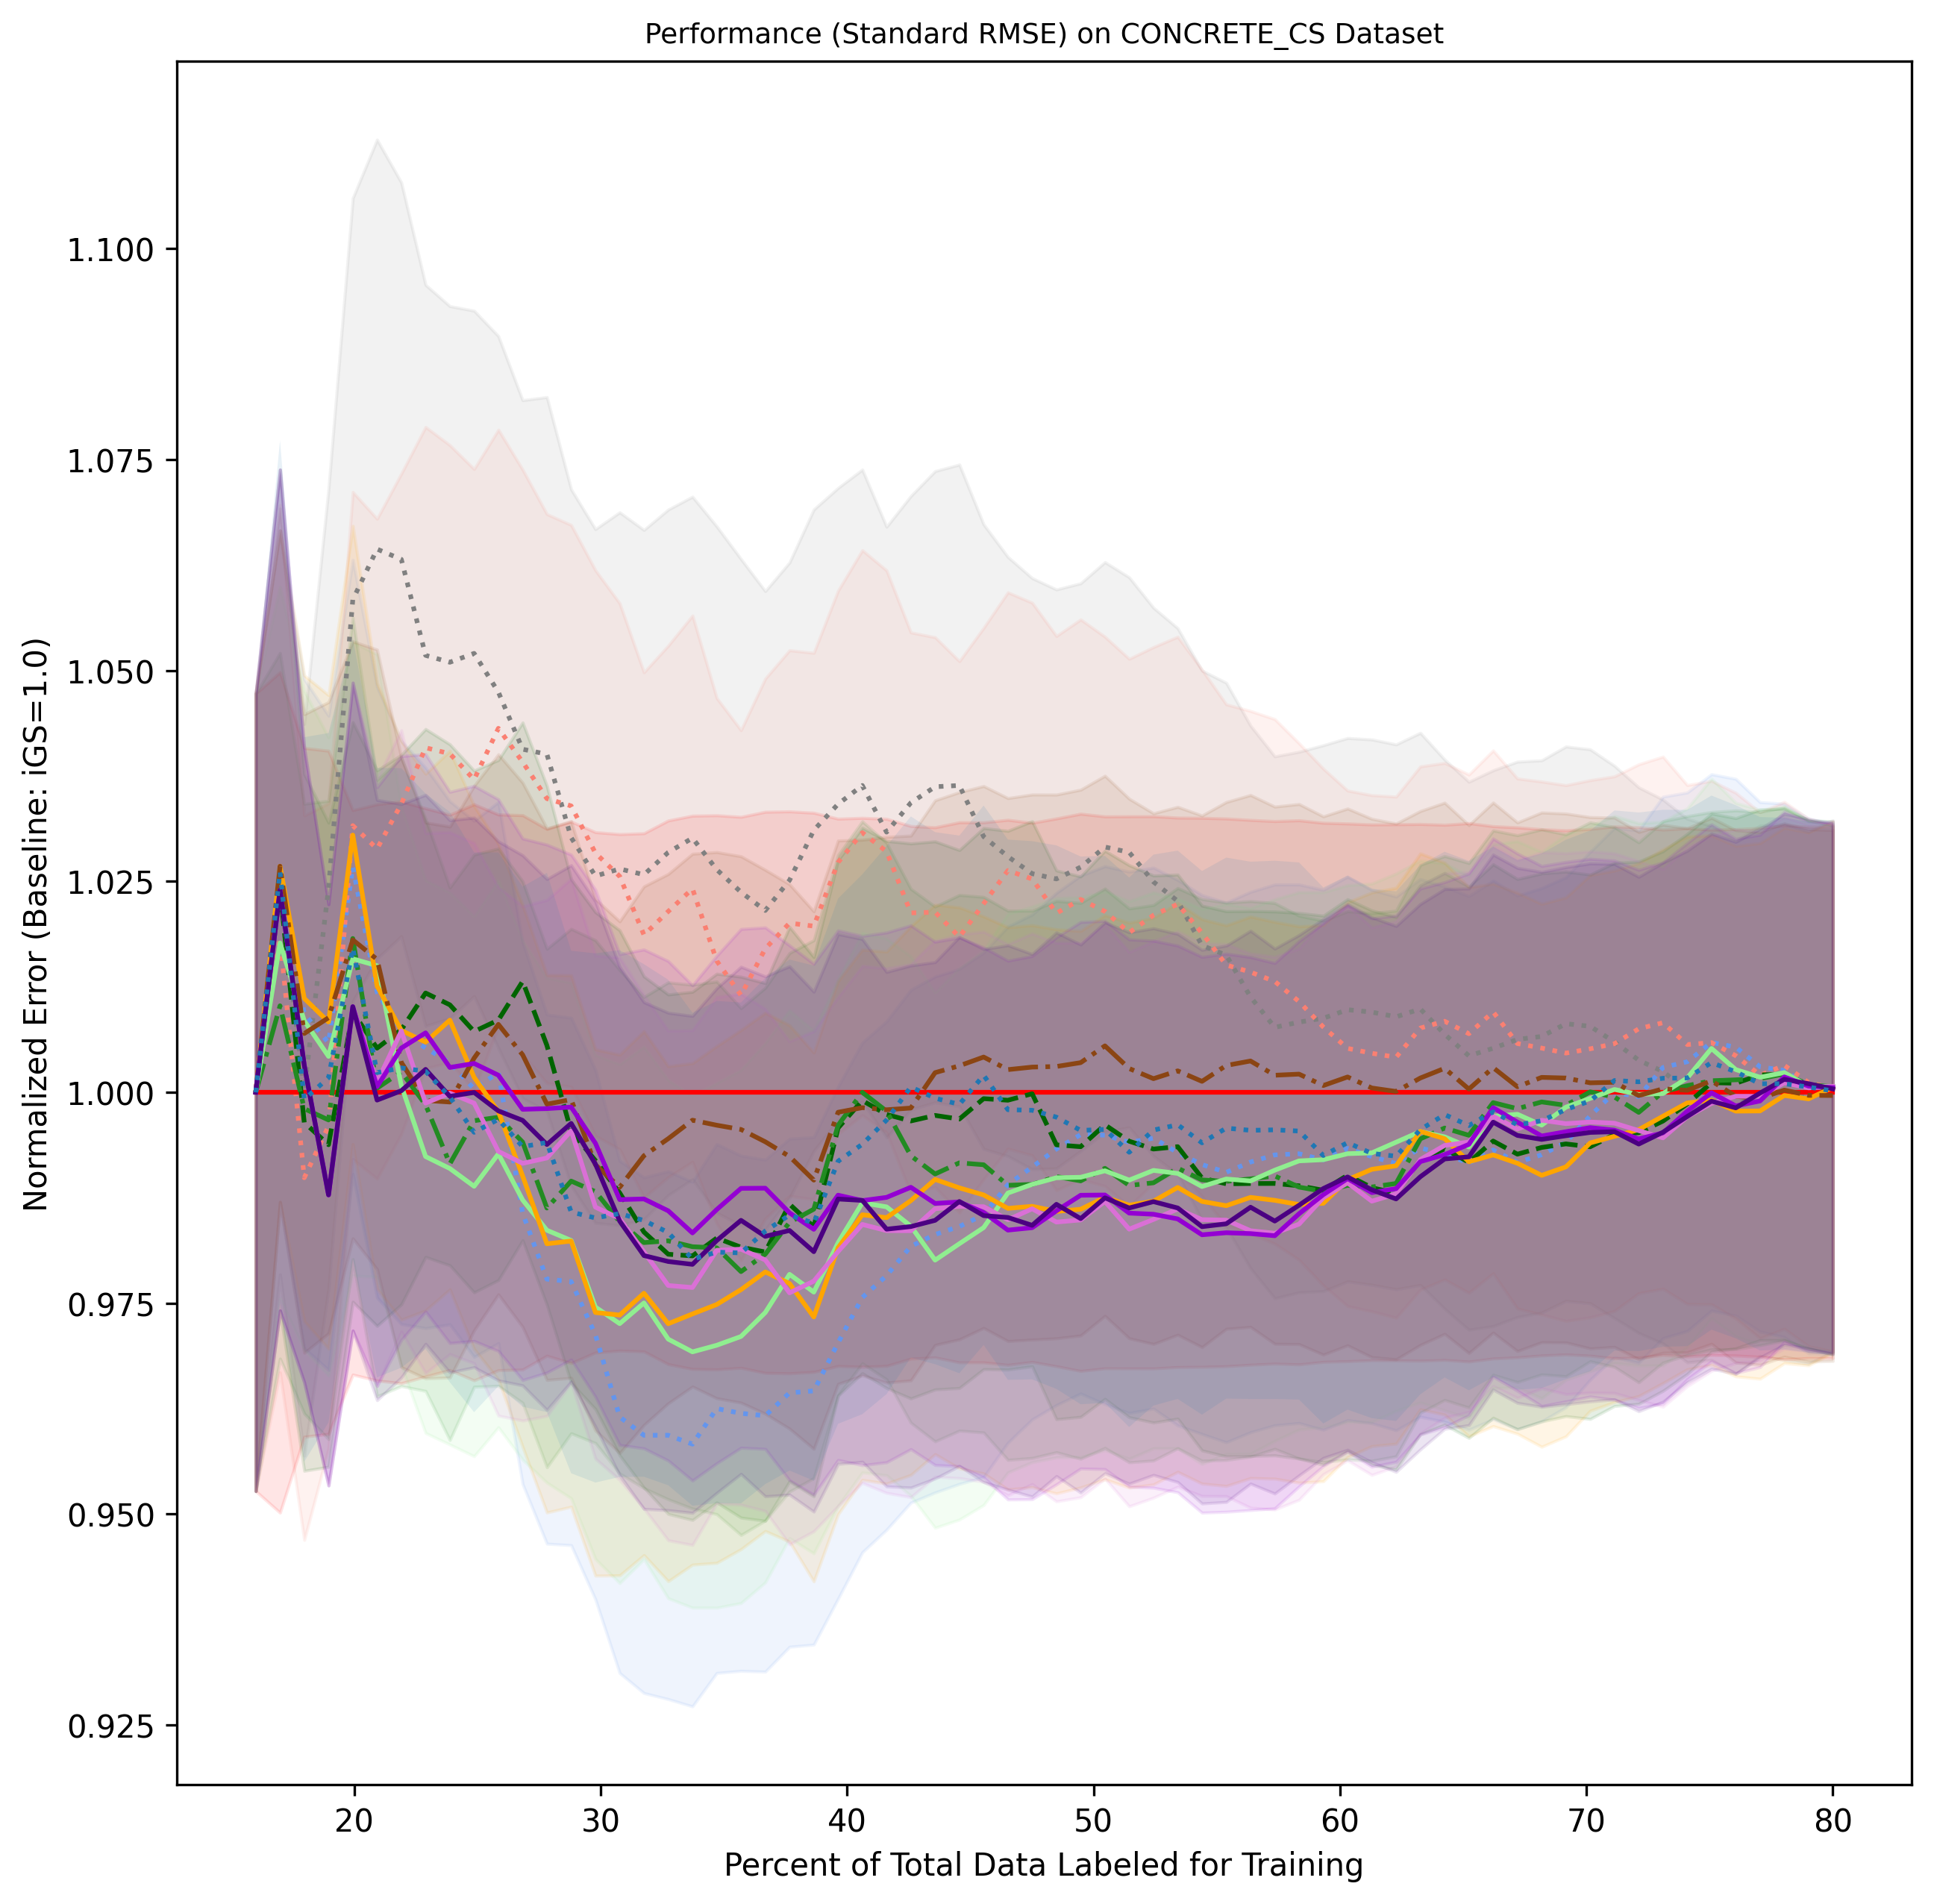 Performance (Standard RMSE) on CONCRETE_CS Dataset
Normalized Error (Baseline: iGS=1.0)
1.100
1.075
1.050
1.025
1.000
0.975
0.950
0.925
20 30 40 50 60 70 80
Percent of Total Data Labeled for Training